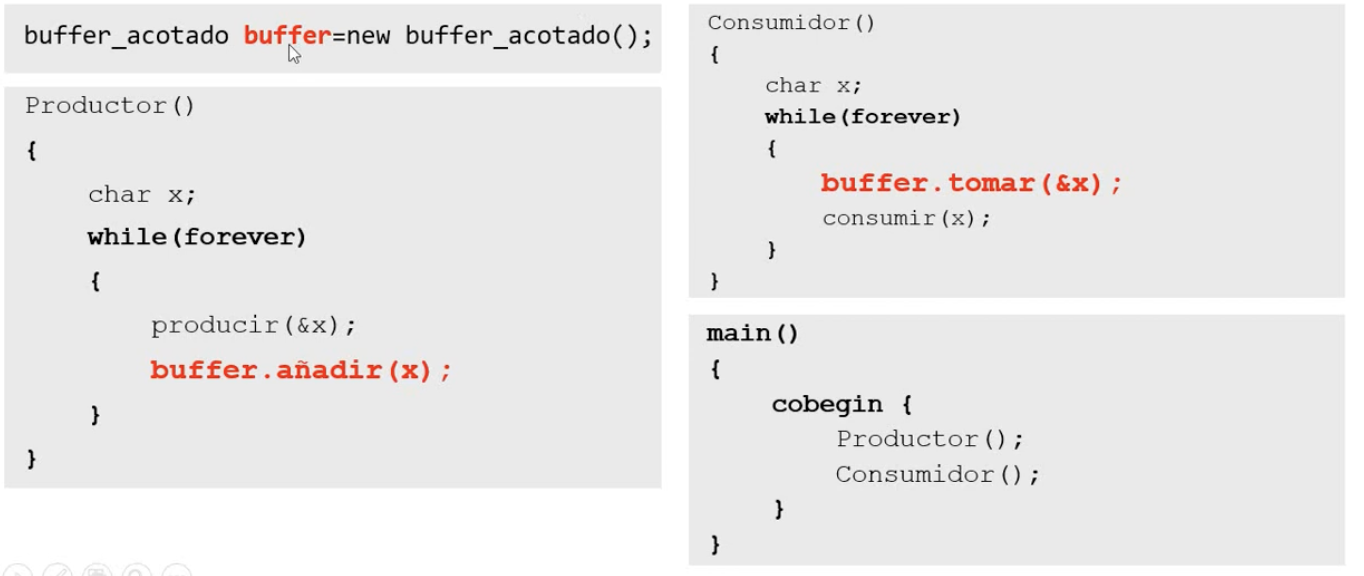 buffer_acotado buffer=new buffer_acotado();
Productor()
{
char x;
while(forever)
{
producir(&x);
buffer.añadir(x);
}
}
Consumidor()
{
char x;
while(forever)
{
buffer.tomar(&x);
consumir(x);
}
}
main()
{
cobegin {
Productor();
Consumidor();
}
}